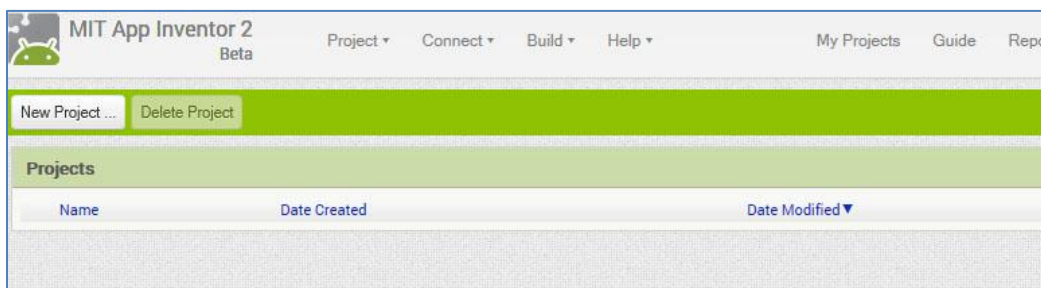 MIT App Inventor 2
Beta
Project Connect Build Help My Projects Guide
New Project ... Delete Project
Projects
Name Date Created Date Modified